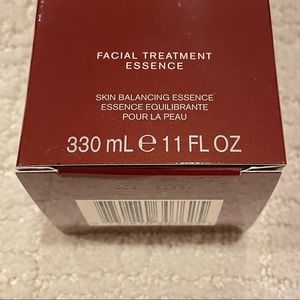 FACIAL TREATMENT
ESSENCE
SKIN BALANCING ESSENCE
ESSENCE EQUILIBRANTE
POUR LA PEAU
330 mL ℮ 11 FL OZ